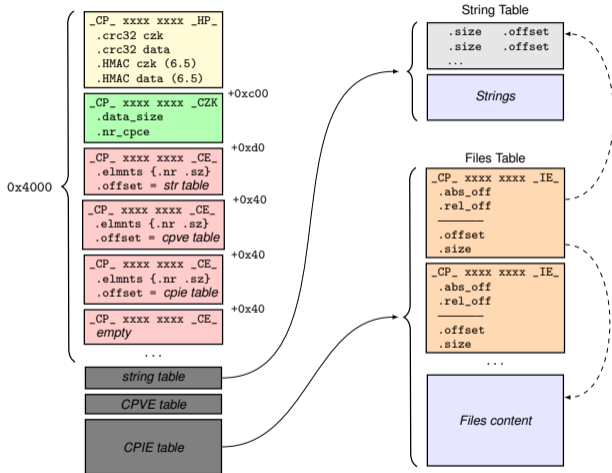 0x4000
_CP_ xxxx xxxx _HP_
.crc32 czk
.crc32 data
.HMAC czk (6.5)
.HMAC data (6.5)
+0xc00
_CP_ xxxx xxxx _CZK
.data_size
.nr_cpce
+0xd0
_CP_ xxxx xxxx _CE_
.elmnts {.nr .sz}
.offset = str table
+0x40
_CP_ xxxx xxxx _CE_
.elmnts {.nr .sz}
.offset = cpve table
+0x40
_CP_ xxxx xxxx _CE_
.elmnts {.nr .sz}
.offset = cpie table
+0x40
_CP_ xxxx xxxx _CE_
empty
...
string table
CPVE table
CPIE table
String Table
.size .offset
.size .offset
...
Strings
Files Table
_CP_ xxxx xxxx _IE_
.abs_off
.rel_off
.offset
.size
_CP_ xxxx xxxx _IE_
.abs_off
.rel_off
.offset
.size
...
Files content